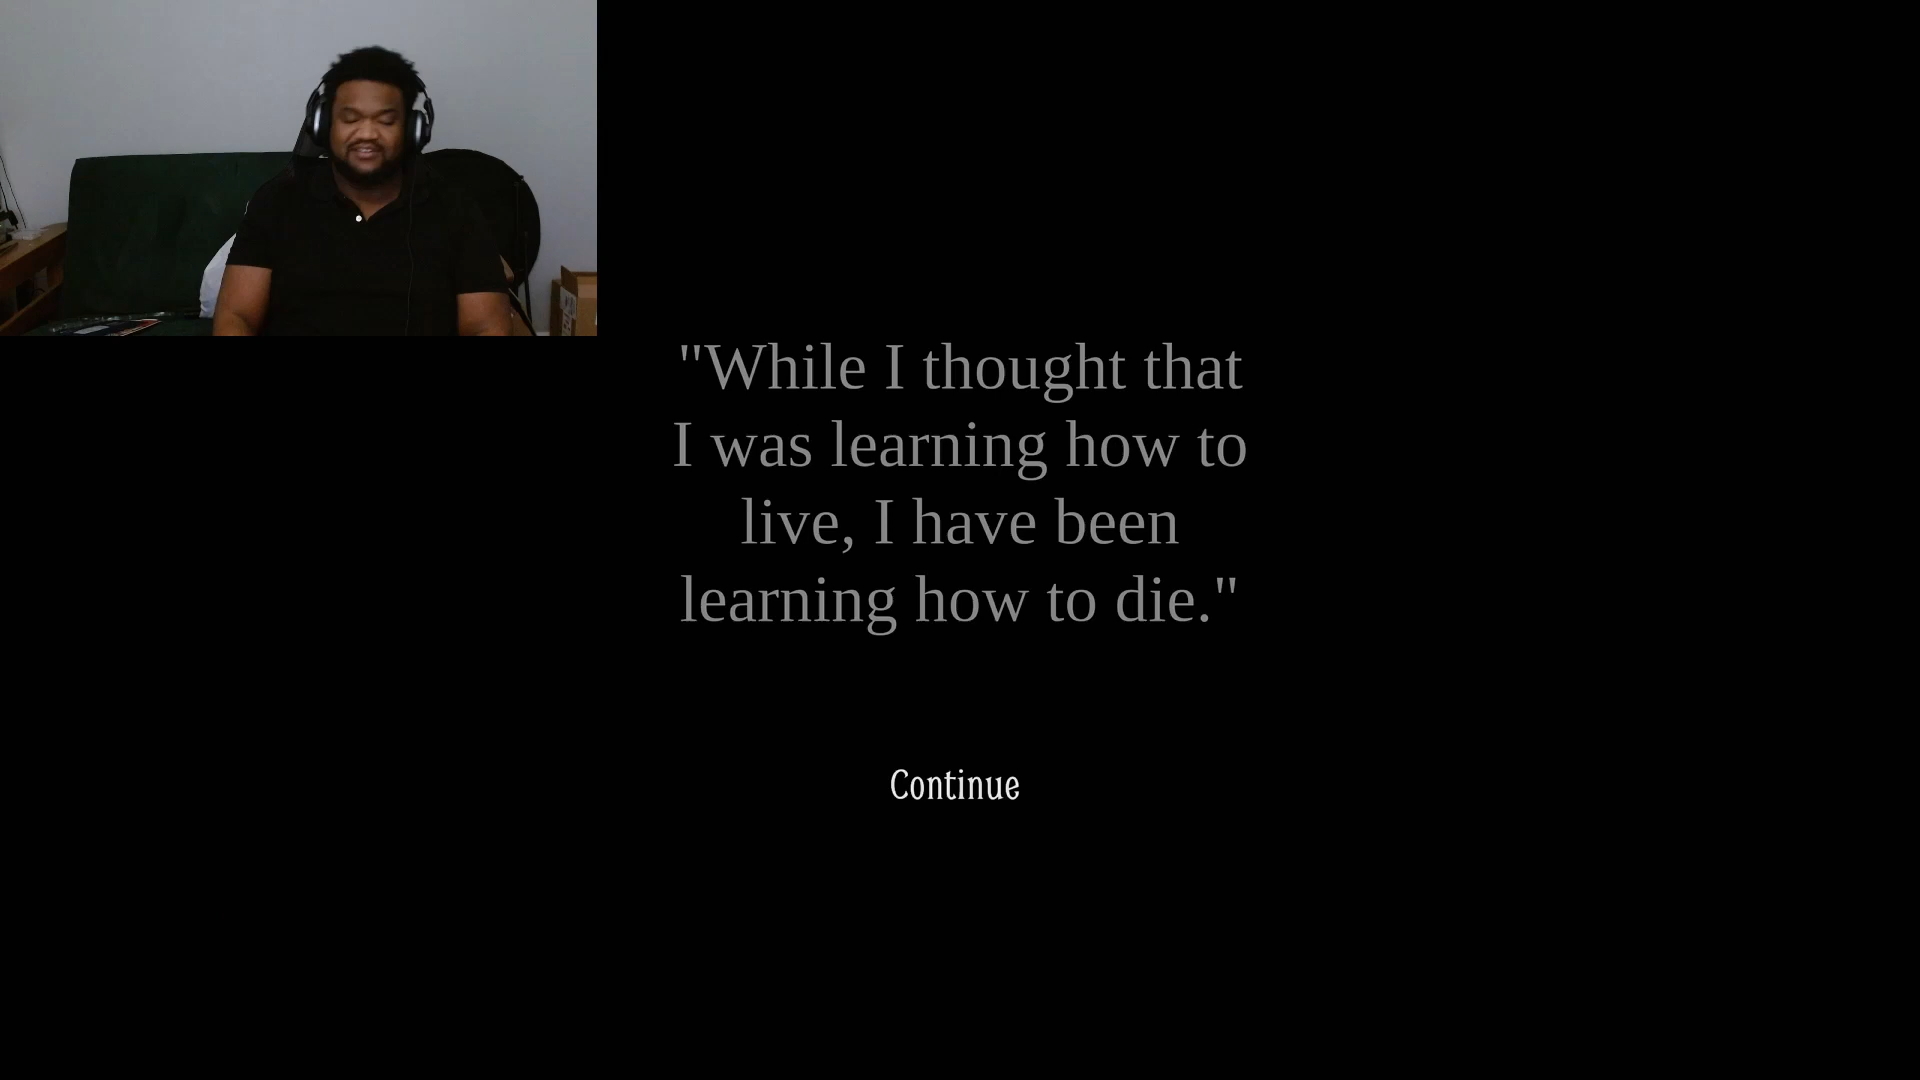 "While I thought that
I was learning how to
live, I have been
learning how to die."
Continue